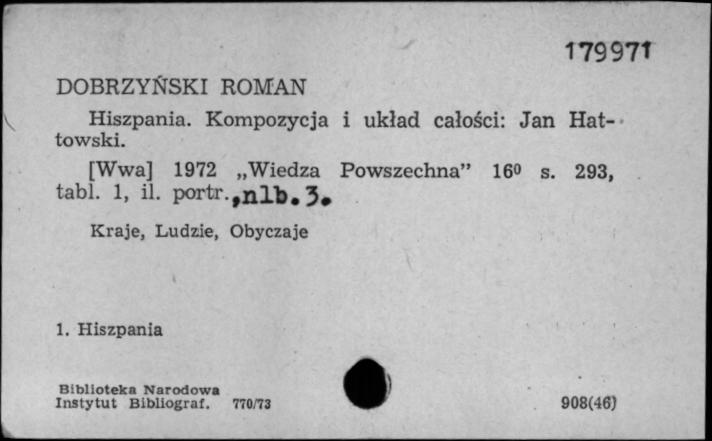 179971
DOBRZYŃSKI ROMAN
Hiszpania. Kompozycja i układ całości: Jan Hat-
towski.
[Wwa] 1972 „Wiedza Powszechna” 16⁰ s. 293,
tabl. 1, il. portr.,nlb.3.
Kraje, Ludzie, Obyczaje
1. Hiszpania
Biblioteka Narodowa
Instytut Bibliograf. 770/73
908(46)